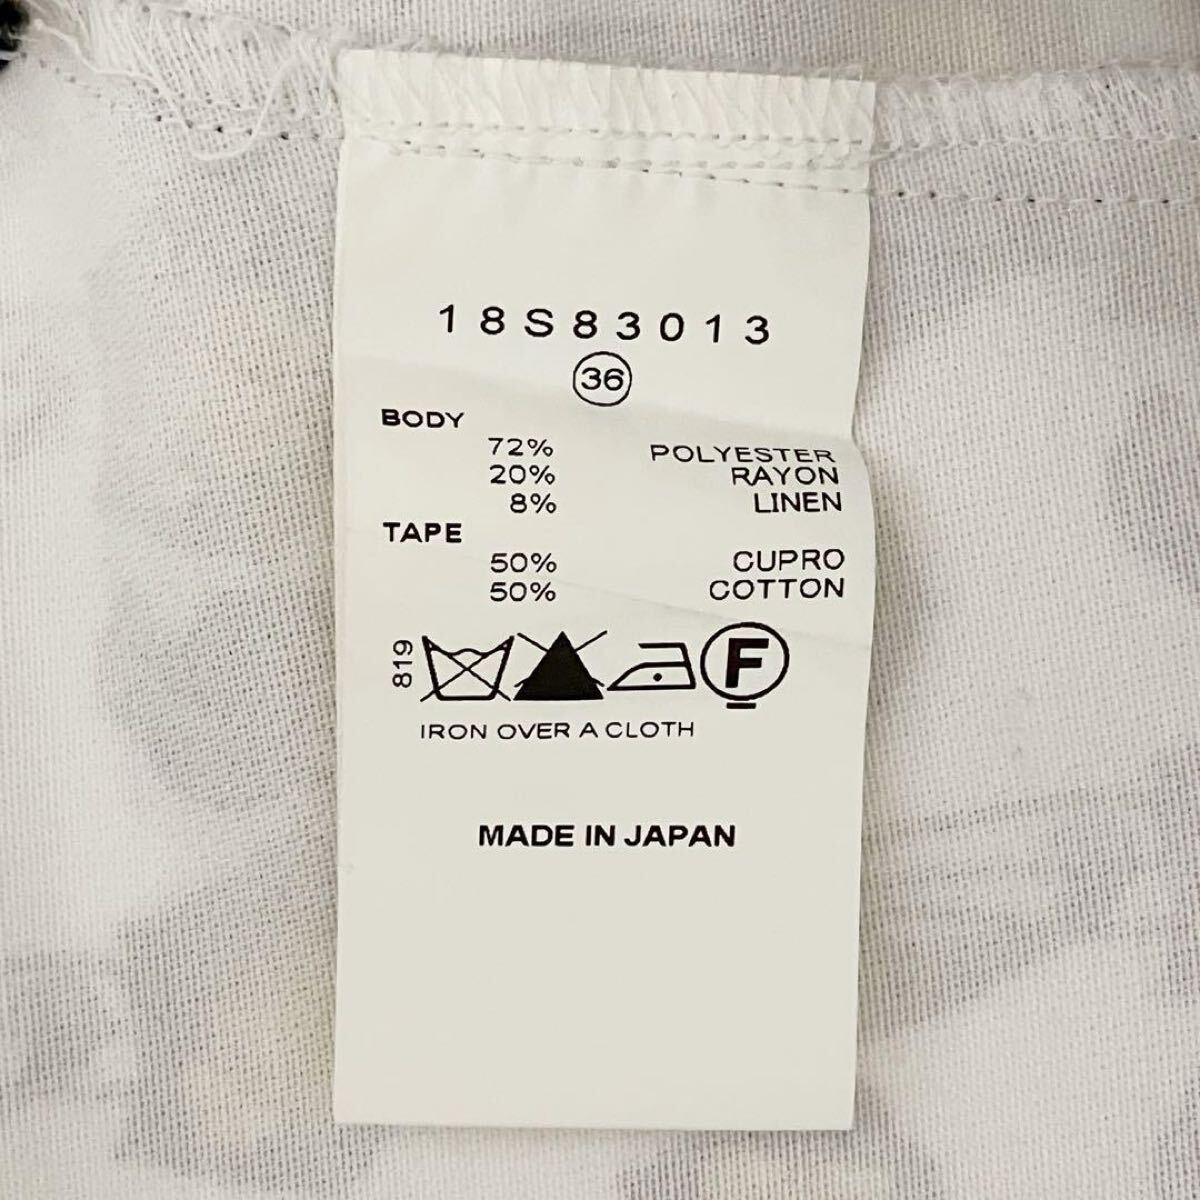 18S83013
36
BODY
72% POLYESTER
20% RAYON
8% LINEN
TAPE
50% CUPRO
50% COTTON
819 F
IRON OVER A CLOTH
MADE IN JAPAN